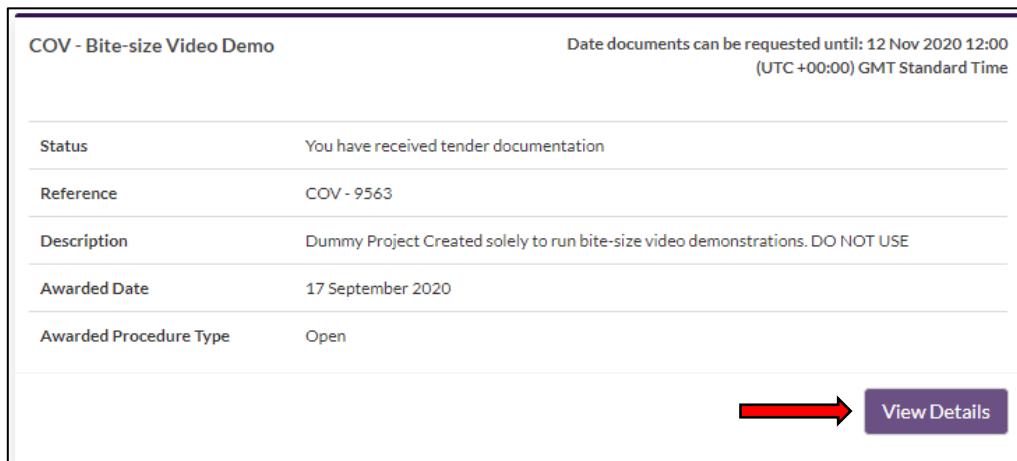 COV - Bite-size Video Demo
Date documents can be requested until: 12 Nov 2020 12:00
(UTC +00:00) GMT Standard Time
Status You have received tender documentation
Reference COV - 9563
Description Dummy Project Created solely to run bite-size video demonstrations. DO NOT USE
Awarded Date 17 September 2020
Awarded Procedure Type Open
View Details